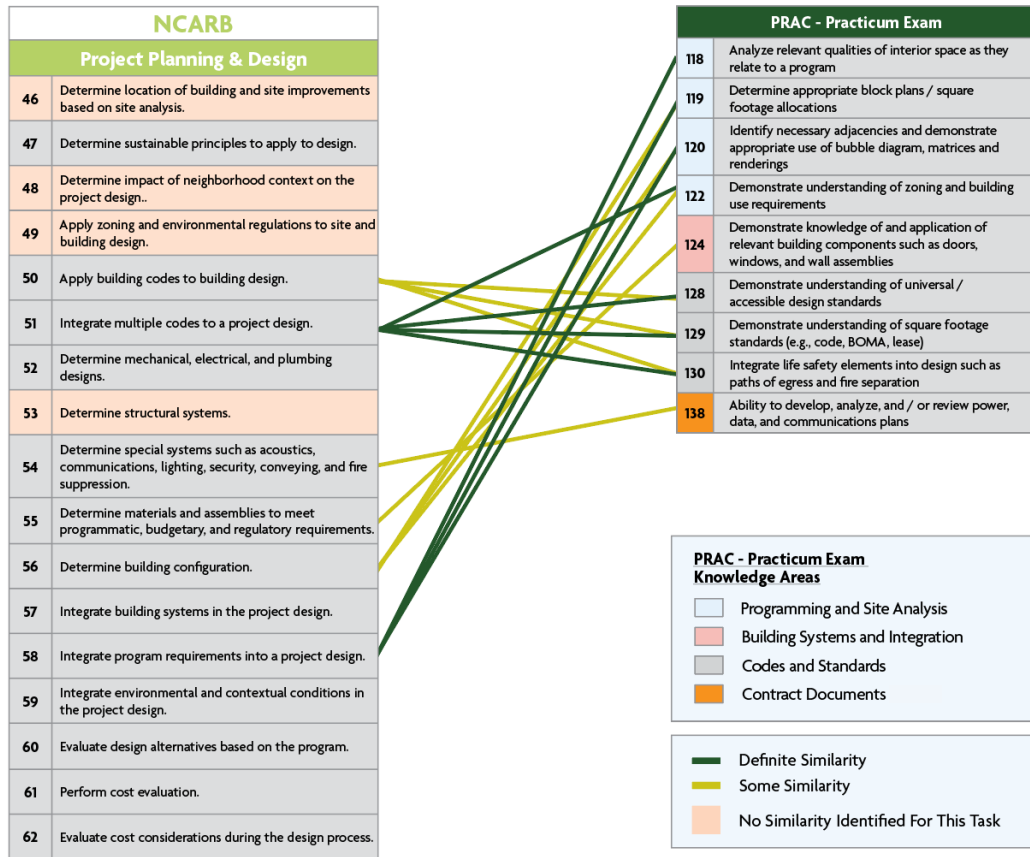 NCARB
Project Planning & Design
46
Determine location of building and site improvements
based on site analysis.
47
Determine sustainable principles to apply to design.
48
Determine impact of neighborhood context on the
project design..
49
Apply zoning and environmental regulations to site and
building design.
50
Apply building codes to building design.
51
Integrate multiple codes to a project design.
52
Determine mechanical, electrical, and plumbing
designs.
53
Determine structural systems.
54
Determine special systems such as acoustics,
communications, lighting, security, conveying, and fire
suppression.
55
Determine materials and assemblies to meet
programmatic, budgetary, and regulatory requirements.
56
Determine building configuration.
57
Integrate building systems in the project design.
58
Integrate program requirements into a project design.
59
Integrate environmental and contextual conditions in
the project design.
60
Evaluate design alternatives based on the program.
61
Perform cost evaluation.
62
Evaluate cost considerations during the design process.
PRAC - Practicum Exam
118
Analyze relevant qualities of interior space as they
relate to a program
119
Determine appropriate block plans / square
footage allocations
120
Identify necessary adjacencies and demonstrate
appropriate use of bubble diagram, matrices and
renderings
122
Demonstrate understanding of zoning and building
use requirements
124
Demonstrate knowledge of and application of
relevant building components such as doors,
windows, and wall assemblies
128
Demonstrate understanding of universal /
accessible design standards
129
Demonstrate understanding of square footage
standards (e.g., code, BOMA, lease)
130
Integrate life safety elements into design such as
paths of egress and fire separation
138
Ability to develop, analyze, and / or review power,
data, and communications plans
PRAC - Practicum Exam
Knowledge Areas
Programming and Site Analysis
Building Systems and Integration
Codes and Standards
Contract Documents
Definite Similarity
Some Similarity
No Similarity Identified For This Task